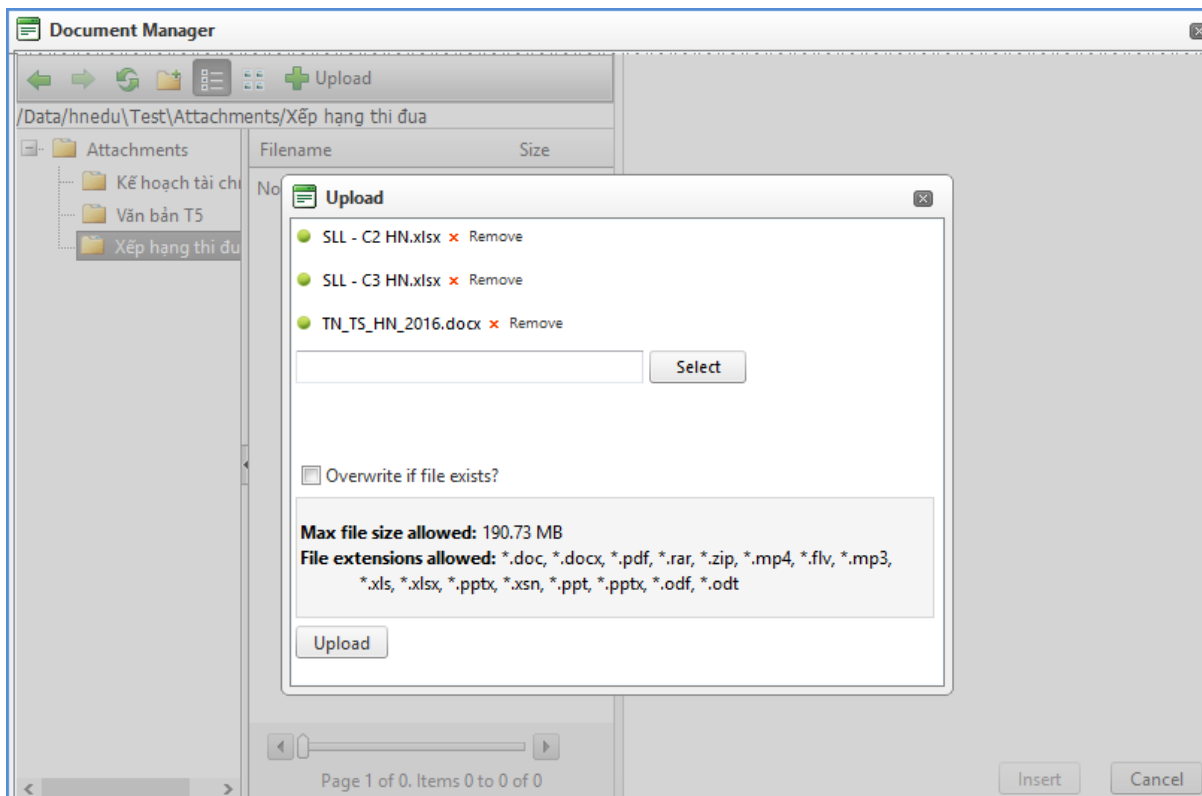 Document Manager
Upload
/Data/hnedu\Test\Attachments/Xếp hạng thi đua
Attachments
Kế hoạch tài
Văn bản T5
Xếp hạng thi
Filename Size
No
Upload
SLL - C2 HN.xlsx × Remove
SLL - C3 HN.xlsx × Remove
TN_TS_HN_2016.docx × Remove
Select
Overwrite if file exists?
Max file size allowed: 190.73 MB
File extensions allowed: *.doc, *.docx, *.pdf, *.rar, *.zip, *.mp4, *.flv, *.mp3,
*.xls, *.xlsx, *.pptx, *.xsn, *.ppt, *.pptx, *.odf, *.odt
Upload
Page 1 of 0. Items 0 to 0 of 0
Insert Cancel